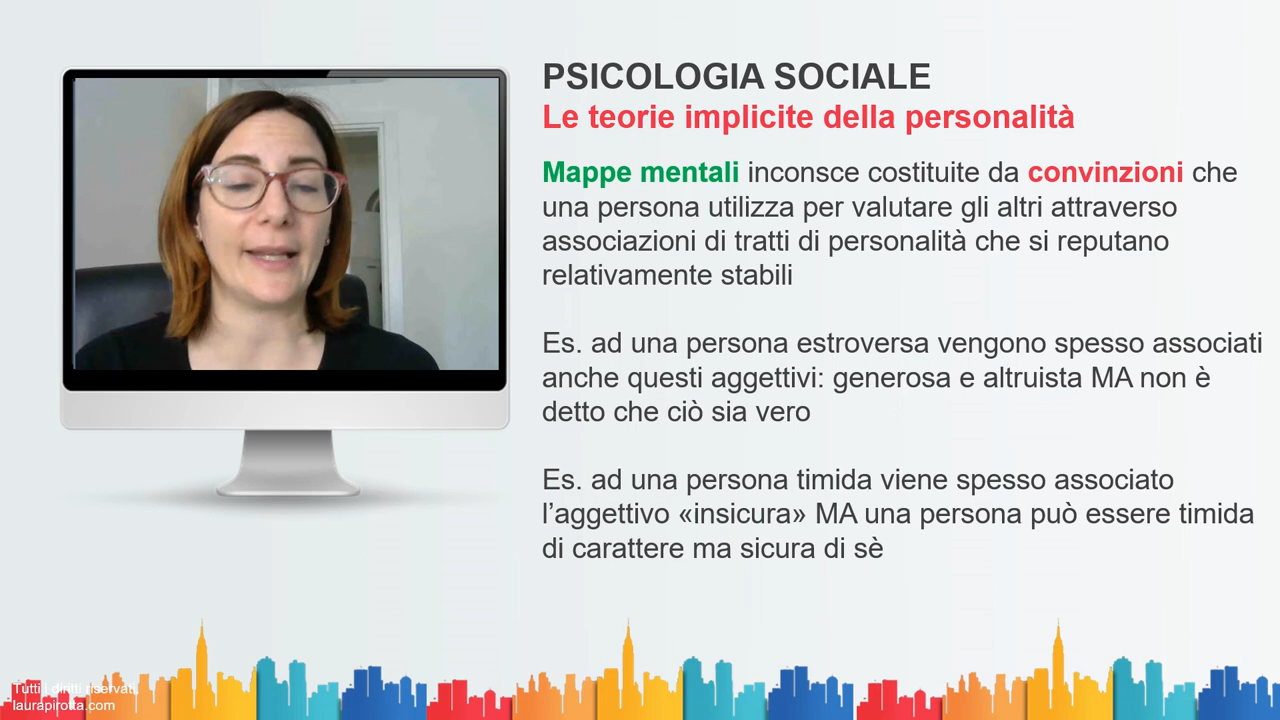 PSICOLOGIA SOCIALE
Le teorie implicite della personalità
Mappe mentali inconsce costituite da convinzioni che
una persona utilizza per valutare gli altri attraverso
associazioni di tratti di personalità che si reputano
relativamente stabili
Es. ad una persona estroversa vengono spesso associati
anche questi aggettivi: generosa e altruista MA non è
detto che ciò sia vero
Es. ad una persona timida viene spesso associato
l’aggettivo «insicura» MA una persona può essere timida
di carattere ma sicura di sè
Tutti i diritti riservati
laurapirotta.com